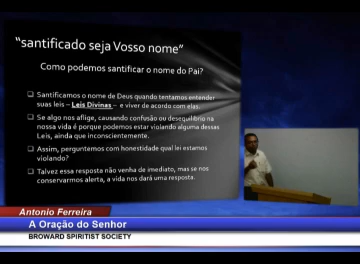 "santificado seja Vosso nome"
Como podemos santificar o nome do Pai?
Santificamos o nome de Deus quando tentamos entender
suas leis – Leis Divinas – e viver de acordo com elas.
Se algo nos aflige, causando confusão ou desequilíbrio na
nossa vida é porque podemos estar violando alguma dessas
Leis, ainda que inconscientemente.
Assim, perguntemos com honestidade qual lei estamos
violando?
Talvez essa resposta não venha de imediato, mas se nos
conservarmos alerta, a vida nos dará uma resposta.
Antonio Ferreira
A Oração do Senhor
BROWARD SPIRITIST SOCIETY